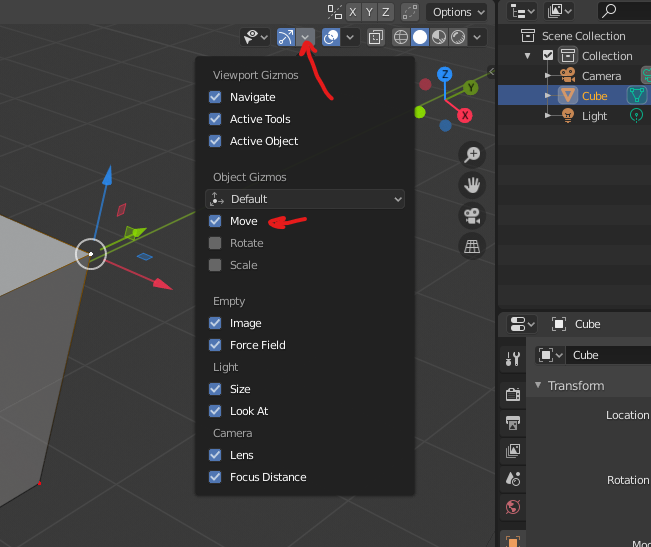 X Y Z Options
Scene Collection
Collection
Camera
Cube
Light
Viewport Gizmos
Navigate
Active Tools
Active Object
Object Gizmos
Default
Move
Rotate
Scale
Empty
Image
Force Field
Light
Size
Look At
Camera
Lens
Focus Distance
Z
Y
X
Cube
Cube
Transform
Location
Rotation
Mo